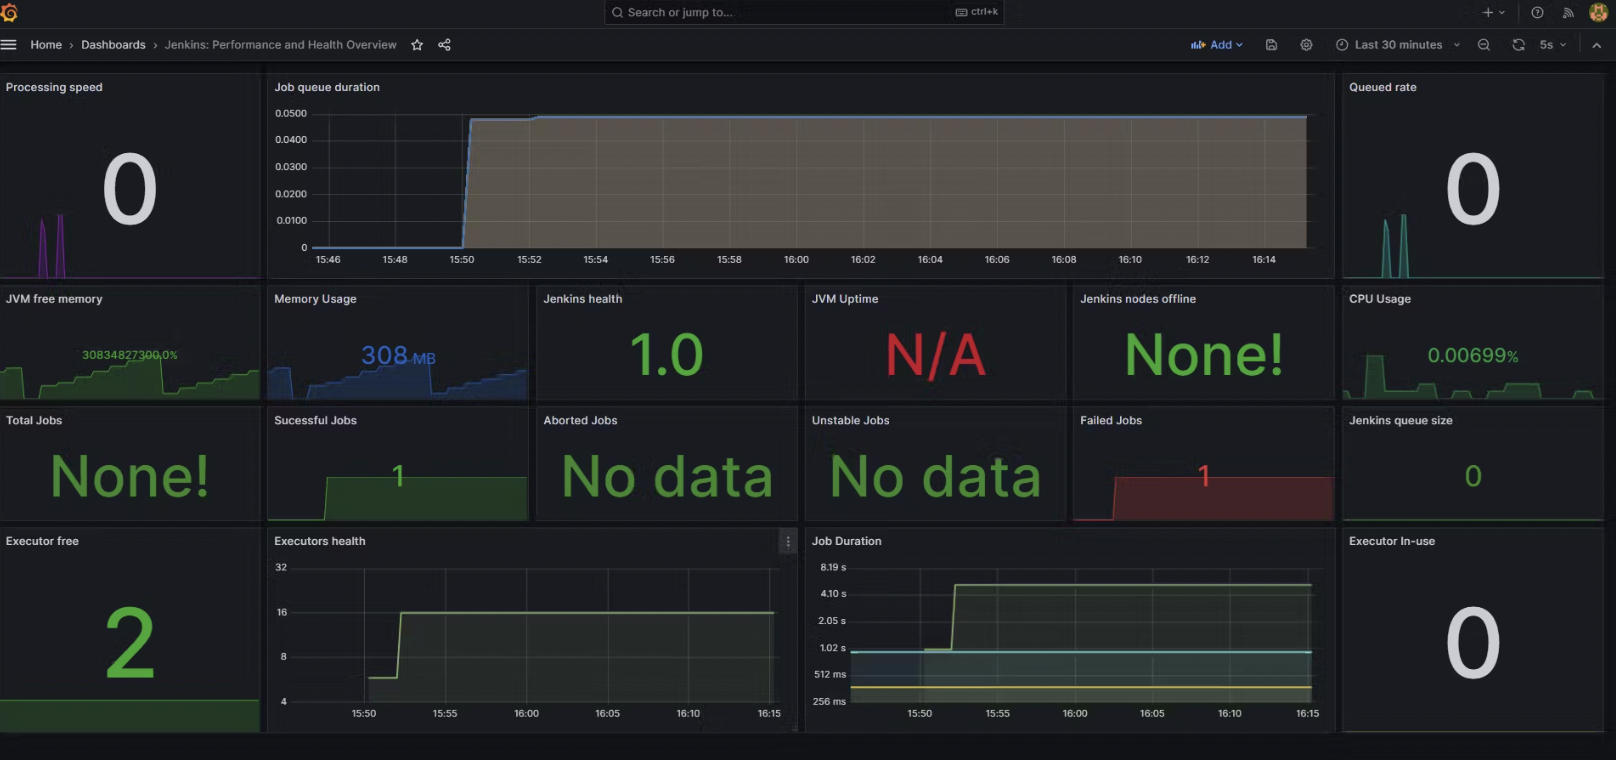 Search or jump to...
ctrl+k
Home › Dashboards › Jenkins: Performance and Health Overview
Add
Last 30 minutes
5s
Processing speed
0
Job queue duration
0.0500
0.0400
0.0300
0.0200
0.0100
0
15:46 15:48 15:50 15:52 15:54 15:56 15:58 16:00 16:02 16:04 16:06 16:08 16:10 16:12 16:14
Queued rate
0
JVM free memory
30834827300.0%
Memory Usage
308 MB
Jenkins health
1.0
JVM Uptime
N/A
Jenkins nodes offline
None!
CPU Usage
0.00699%
Total Jobs
None!
Sucessful Jobs
1
Aborted Jobs
No data
Unstable Jobs
No data
Failed Jobs
1
Jenkins queue size
0
Executor free
2
Executors health
32
16
8
4
15:50 15:55 16:00 16:05 16:10 16:15
Job Duration
8.19 s
4.10 s
2.05 s
1.02 s
512 ms
256 ms
15:50 15:55 16:00 16:05 16:10 16:15
Executor In-use
0